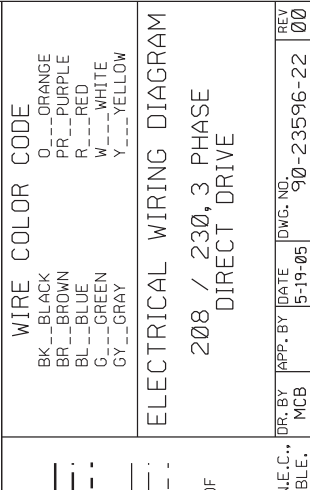 WIRE COLOR CODE
BK__BLACK
BR__BROWN
BL__BLUE
G___GREEN
GY__GRAY
O___ORANGE
PR__PURPLE
R___RED
W___WHITE
Y___YELLOW
ELECTRICAL WIRING DIAGRAM
208 / 230, 3 PHASE
DIRECT DRIVE
DR. BY
MCB
APP. BY
DATE
5-19-05
DWG. NO.
90-23596-22
REV
00
OF
N.E.C.,
BLE.